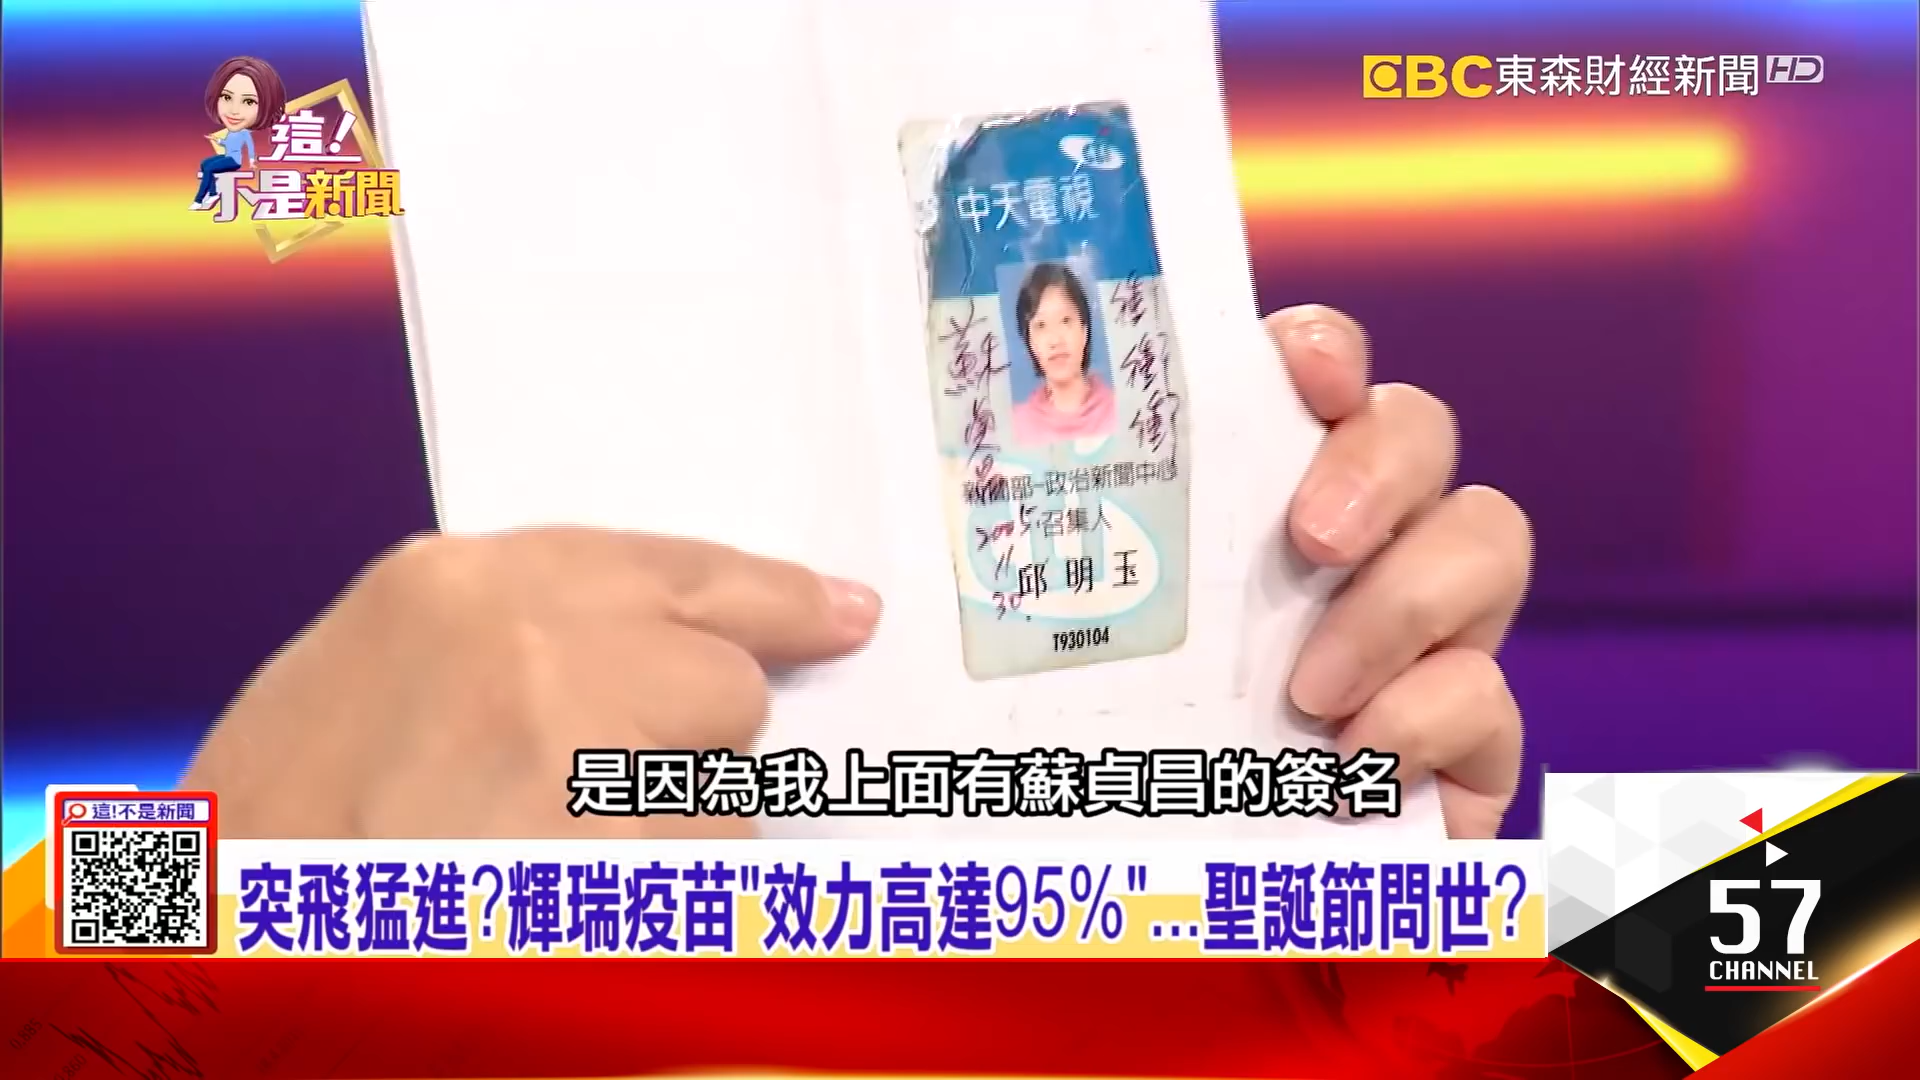 這!
不是新聞
EBC東森財經新聞HD
中天電視
蘇貞昌
衝
衝
衝
新聞部-政治新聞中心
召集人
2005
11
30.
邱明玉
T930104
是因為我上面有蘇貞昌的簽名
這!不是新聞
突飛猛進?輝瑞疫苗"效力高達95%"...聖誕節問世?
57
CHANNEL